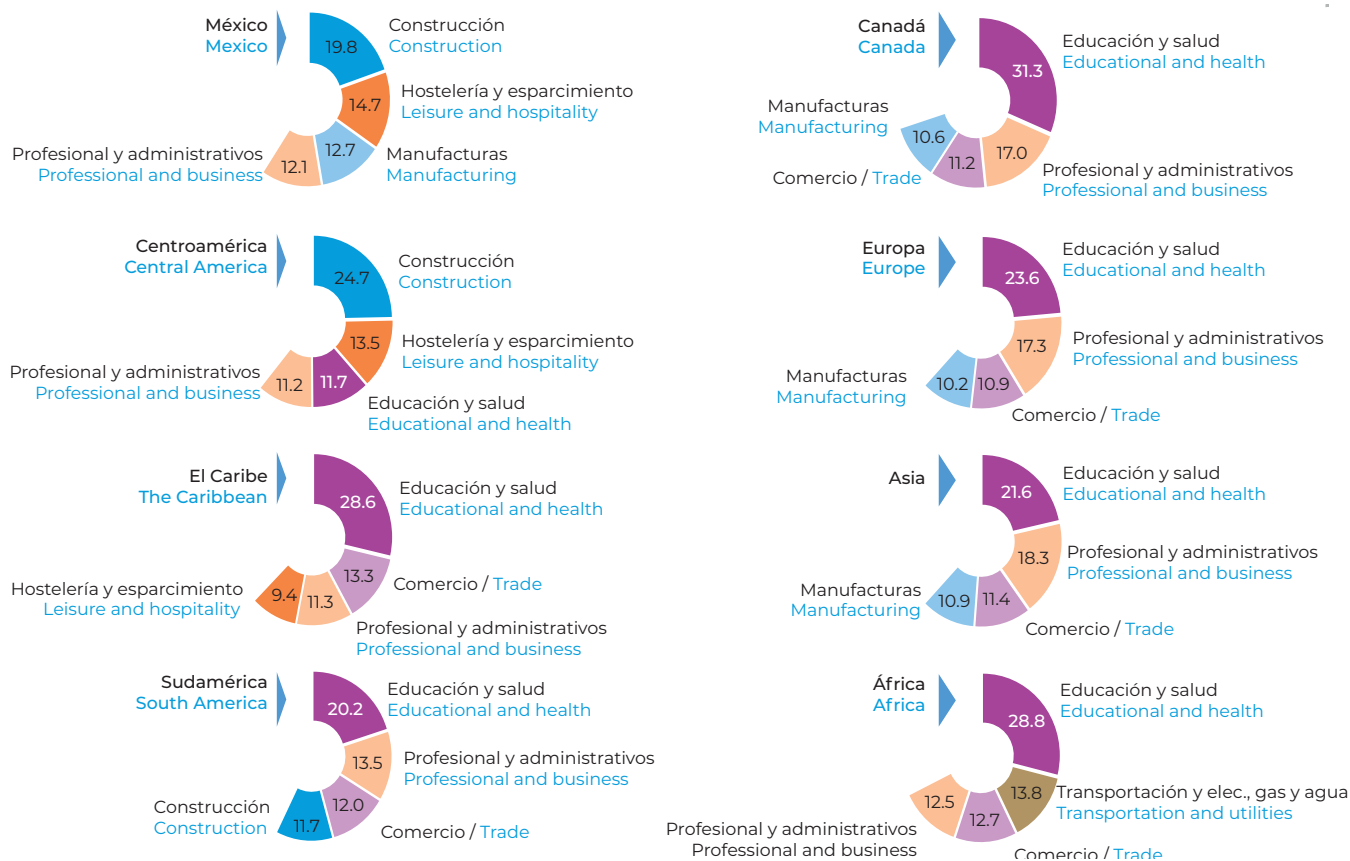 México
Mexico
19.8
Construcción
Construction
14.7
Hostelería y esparcimiento
Leisure and hospitality
12.7
Manufacturas
Manufacturing
12.1
Profesional y administrativos
Professional and business
Centroamérica
Central America
24.7
Construcción
Construction
13.5
Hostelería y esparcimiento
Leisure and hospitality
11.7
Educación y salud
Educational and health
11.2
Profesional y administrativos
Professional and business
El Caribe
The Caribbean
28.6
Educación y salud
Educational and health
13.3
Comercio / Trade
11.3
Profesional y administrativos
Professional and business
9.4
Hostelería y esparcimiento
Leisure and hospitality
Sudamérica
South America
20.2
Educación y salud
Educational and health
13.5
Profesional y administrativos
Professional and business
12.0
Comercio / Trade
11.7
Construcción
Construction
Canadá
Canada
31.3
Educación y salud
Educational and health
17.0
Profesional y administrativos
Professional and business
11.2
Comercio / Trade
10.6
Manufacturas
Manufacturing
Europa
Europe
23.6
Educación y salud
Educational and health
17.3
Profesional y administrativos
Professional and business
10.9
Comercio / Trade
10.2
Manufacturas
Manufacturing
Asia
21.6
Educación y salud
Educational and health
18.3
Profesional y administrativos
Professional and business
11.4
Comercio / Trade
10.9
Manufacturas
Manufacturing
África
Africa
28.8
Educación y salud
Educational and health
13.8
Transportación y elec., gas y agua
Transportation and utilities
12.7
Comercio / Trade
12.5
Profesional y administrativos
Professional and business